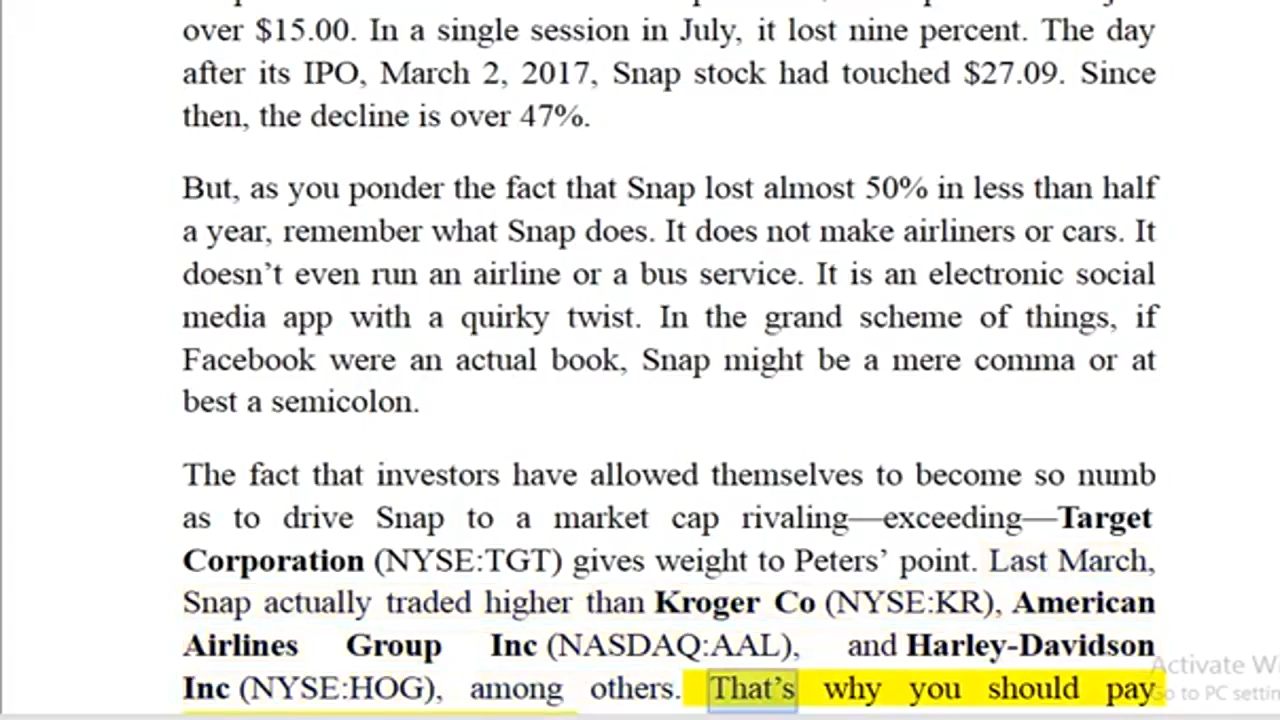 over $15.00. In a single session in July, it lost nine percent. The day
after its IPO, March 2, 2017, Snap stock had touched $27.09. Since
then, the decline is over 47%.
But, as you ponder the fact that Snap lost almost 50% in less than half
a year, remember what Snap does. It does not make airliners or cars. It
doesn’t even run an airline or a bus service. It is an electronic social
media app with a quirky twist. In the grand scheme of things, if
Facebook were an actual book, Snap might be a mere comma or at
best a semicolon.
The fact that investors have allowed themselves to become so numb
as to drive Snap to a market cap rivaling—exceeding—Target
Corporation (NYSE:TGT) gives weight to Peters’ point. Last March,
Snap actually traded higher than Kroger Co (NYSE:KR), American
Airlines Group Inc (NASDAQ:AAL), and Harley-Davidson
Inc (NYSE:HOG), among others. That’s why you should pay
Activate
to PC